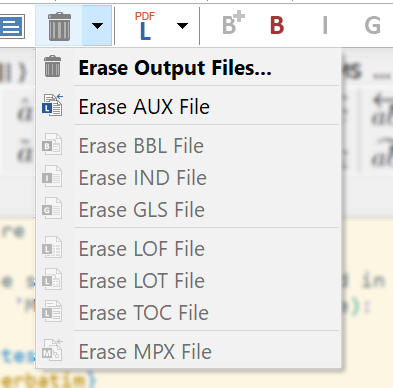 PDF
L
B+ B I G
Erase Output Files...
Erase AUX File
Erase BBL File
Erase IND File
Erase GLS File
Erase LOF File
Erase LOT File
Erase TOC File
Erase MPX File